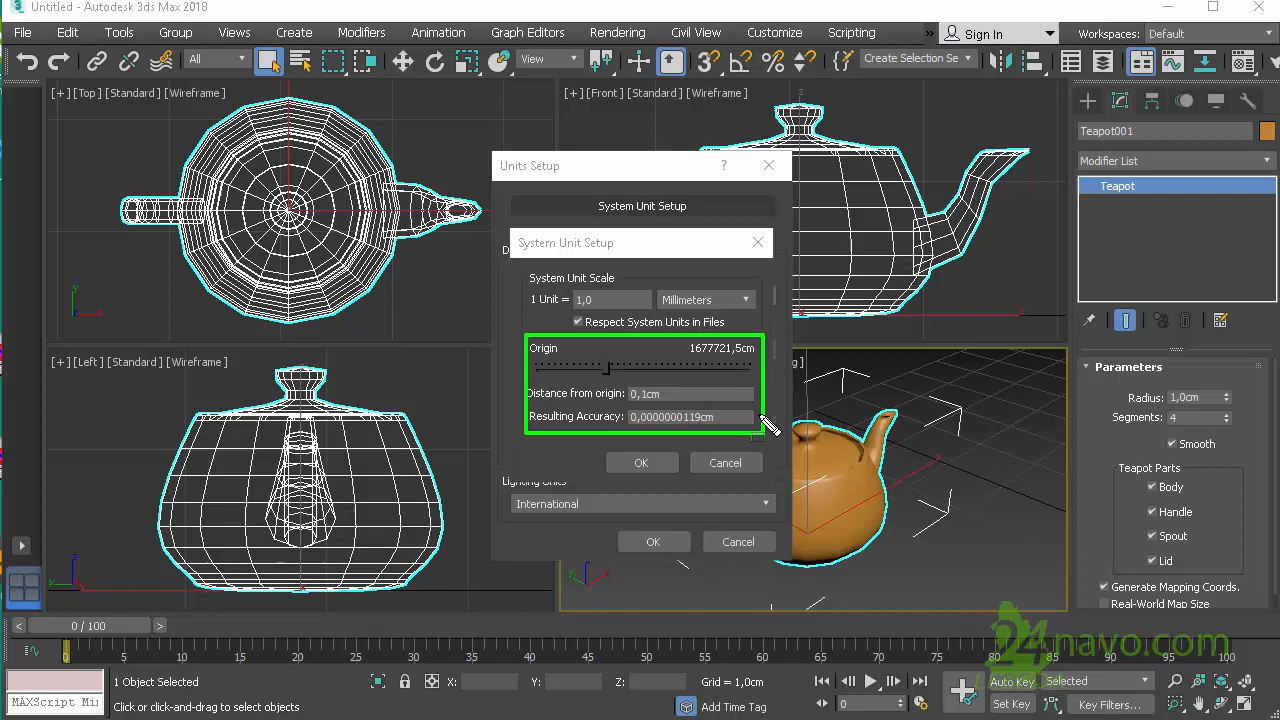 Untitled - Autodesk 3ds Max 2018
File Edit Tools Group Views Create Modifiers Animation Graph Editors Rendering Civil View Customize Scripting » Sign In Workspaces: Default
All View Create Selection Se
[+] [Top] [Standard] [Wireframe]
[+] [Front] [Standard] [Wireframe]
Teapot001
Modifier List
Teapot
Units Setup ?
System Unit Setup
System Unit Setup
System Unit Scale
1 Unit = 1,0 Millimeters
Respect System Units in Files
Origin 1677721,5cm
Distance from origin: 0,1cm
Resulting Accuracy: 0,0000000119cm
OK Cancel
Lighting Units
International
OK Cancel
[+] [Left] [Standard] [Wireframe]
Parameters
Radius: 1,0cm
Segments: 4
Smooth
Teapot Parts
Body
Handle
Spout
Lid
Generate Mapping Coords.
Real-World Map Size
24navo.com
< 0 / 100 >
0 5 10 15 20 25 30 35 40 45 50 55 60 65 70 75 80 85 90 95 100
1 Object Selected X: Y: Z: Grid = 1,0cm Auto Key Selected
MAXScript Mi Click or click-and-drag to select objects Add Time Tag 0 Set Key Key Filters...